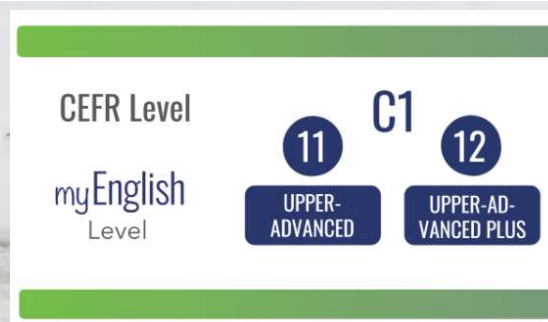 CEFR Level
C1
11
12
myEnglish
Level
UPPER-
ADVANCED
UPPER-AD-
VANCED PLUS